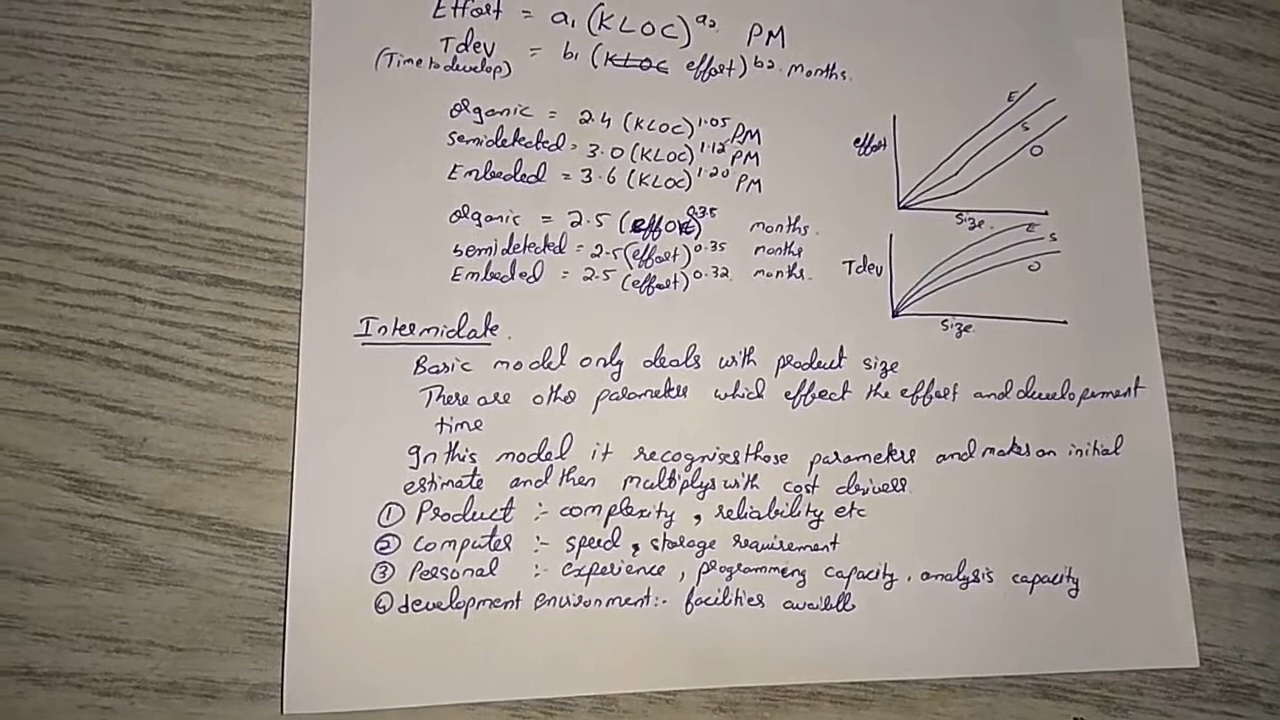 Effort = a₁ (KLOC)^a₂ PM
Tdev = b₁ (KLOC effort)^b₂ months.
(Time to develop)
Organic = 2.4 (KLOC)^1.05 PM
Semidetected = 3.0 (KLOC)^1.12 PM
Embeeded = 3.6 (KLOC)^1.20 PM
effort
E
S
O
Size
Organic = 2.5 (effort)^0.35 months.
semidetected = 2.5 (effort)^0.35 months
Embeded = 2.5 (effort)^0.32 months.
Tdev
E
S
O
Size
Intermidate.
Basic model only deals with product size
There are other parameters which effect the effort and development
time
In this model it recognises those parameters and makes an initial
estimate and then multiplys with cost drivers.
① Product :- complexity, reliability etc
② Computer :- speed, storage requirement
③ Personal :- experience, programming capacity, analysis capacity
④ development environment:- facilities